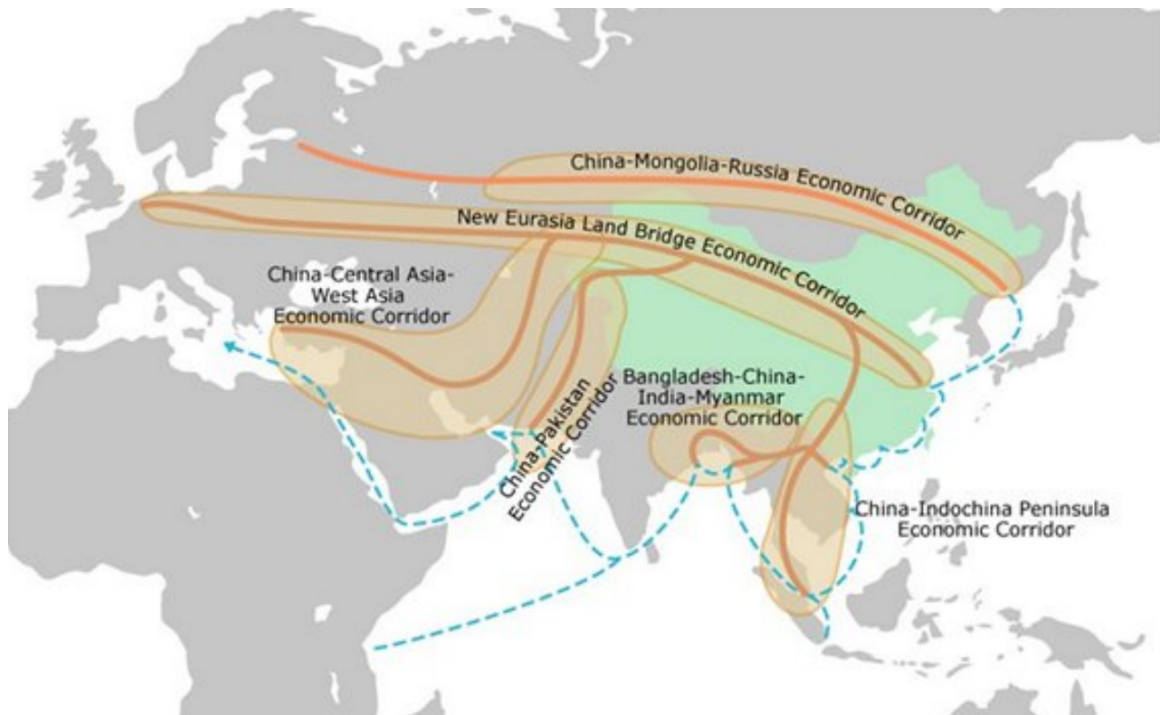 China-Mongolia-Russia Economic Corridor
New Eurasia Land Bridge Economic Corridor
China-Central Asia-
West Asia
Economic Corridor
China-Pakistan
Economic Corridor
Bangladesh-China-
India-Myanmar
Economic Corridor
China-Indochina Peninsula
Economic Corridor